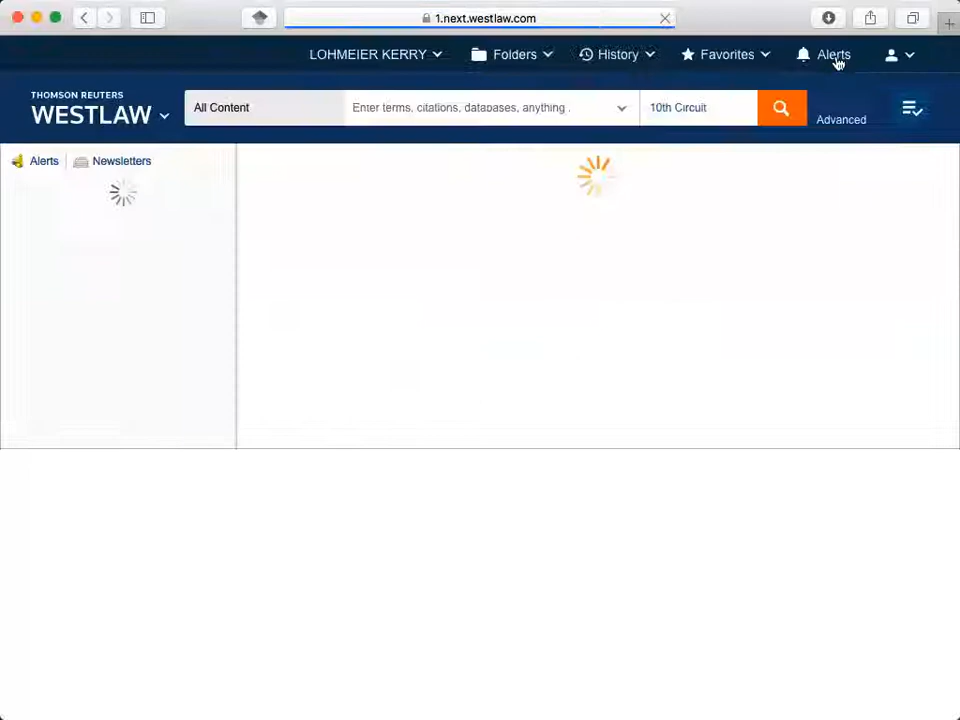 1.next.westlaw.com
LOHMEIER KERRY Folders History Favorites Alerts
THOMSON REUTERS
WESTLAW
All Content Enter terms, citations, databases, anything . 10th Circuit Advanced
Alerts Newsletters